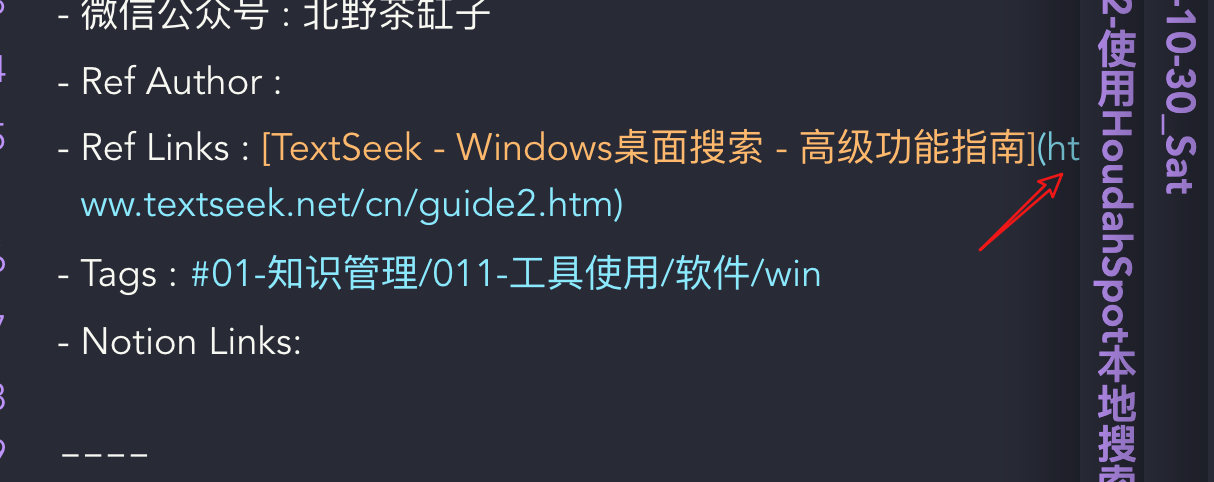 - 微信公众号 : 北野茶缸子
- Ref Author :
- Ref Links : [TextSeek - Windows桌面搜索 - 高级功能指南](ht
ww.textseek.net/cn/guide2.htm)
- Tags : #01-知识管理/011-工具使用/软件/win
- Notion Links:
----
2-使用HoudahSpot本地搜索
-10-30_Sat